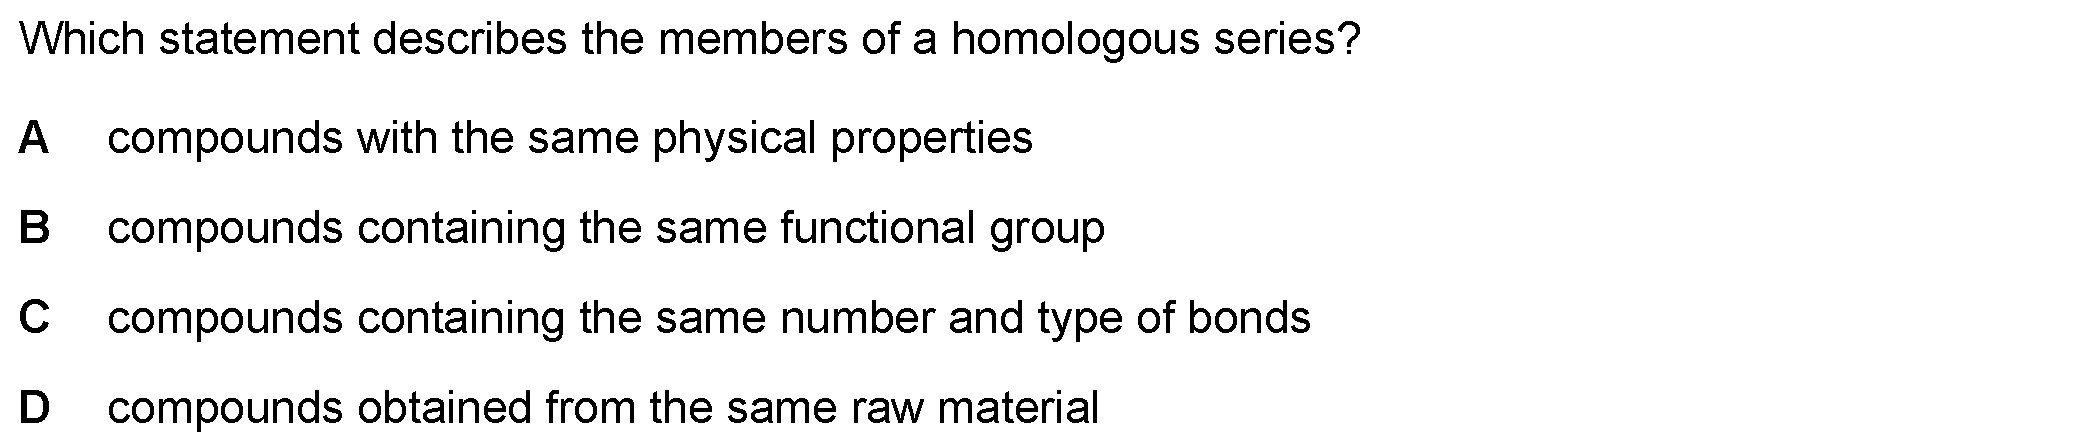 Which statement describes the members of a homologous series?
A compounds with the same physical properties
B compounds containing the same functional group
C compounds containing the same number and type of bonds
D compounds obtained from the same raw material